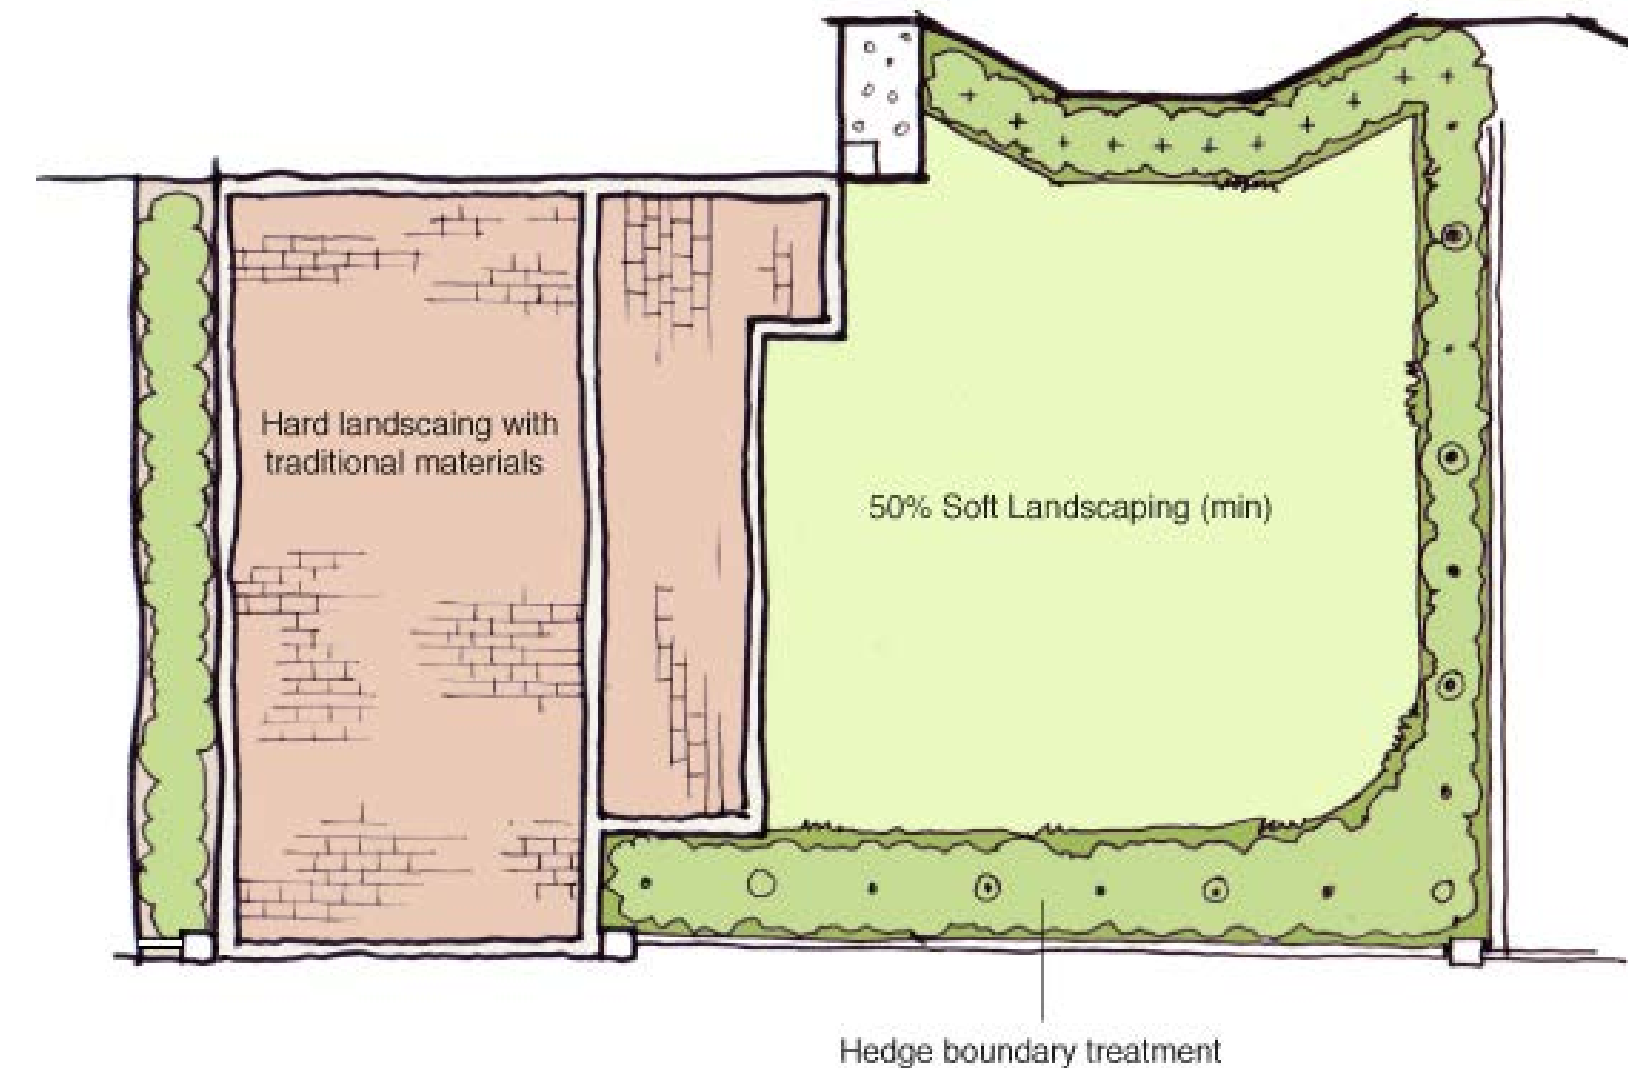 Hard landscaing with
traditional materials
50% Soft Landscaping (min)
Hedge boundary treatment